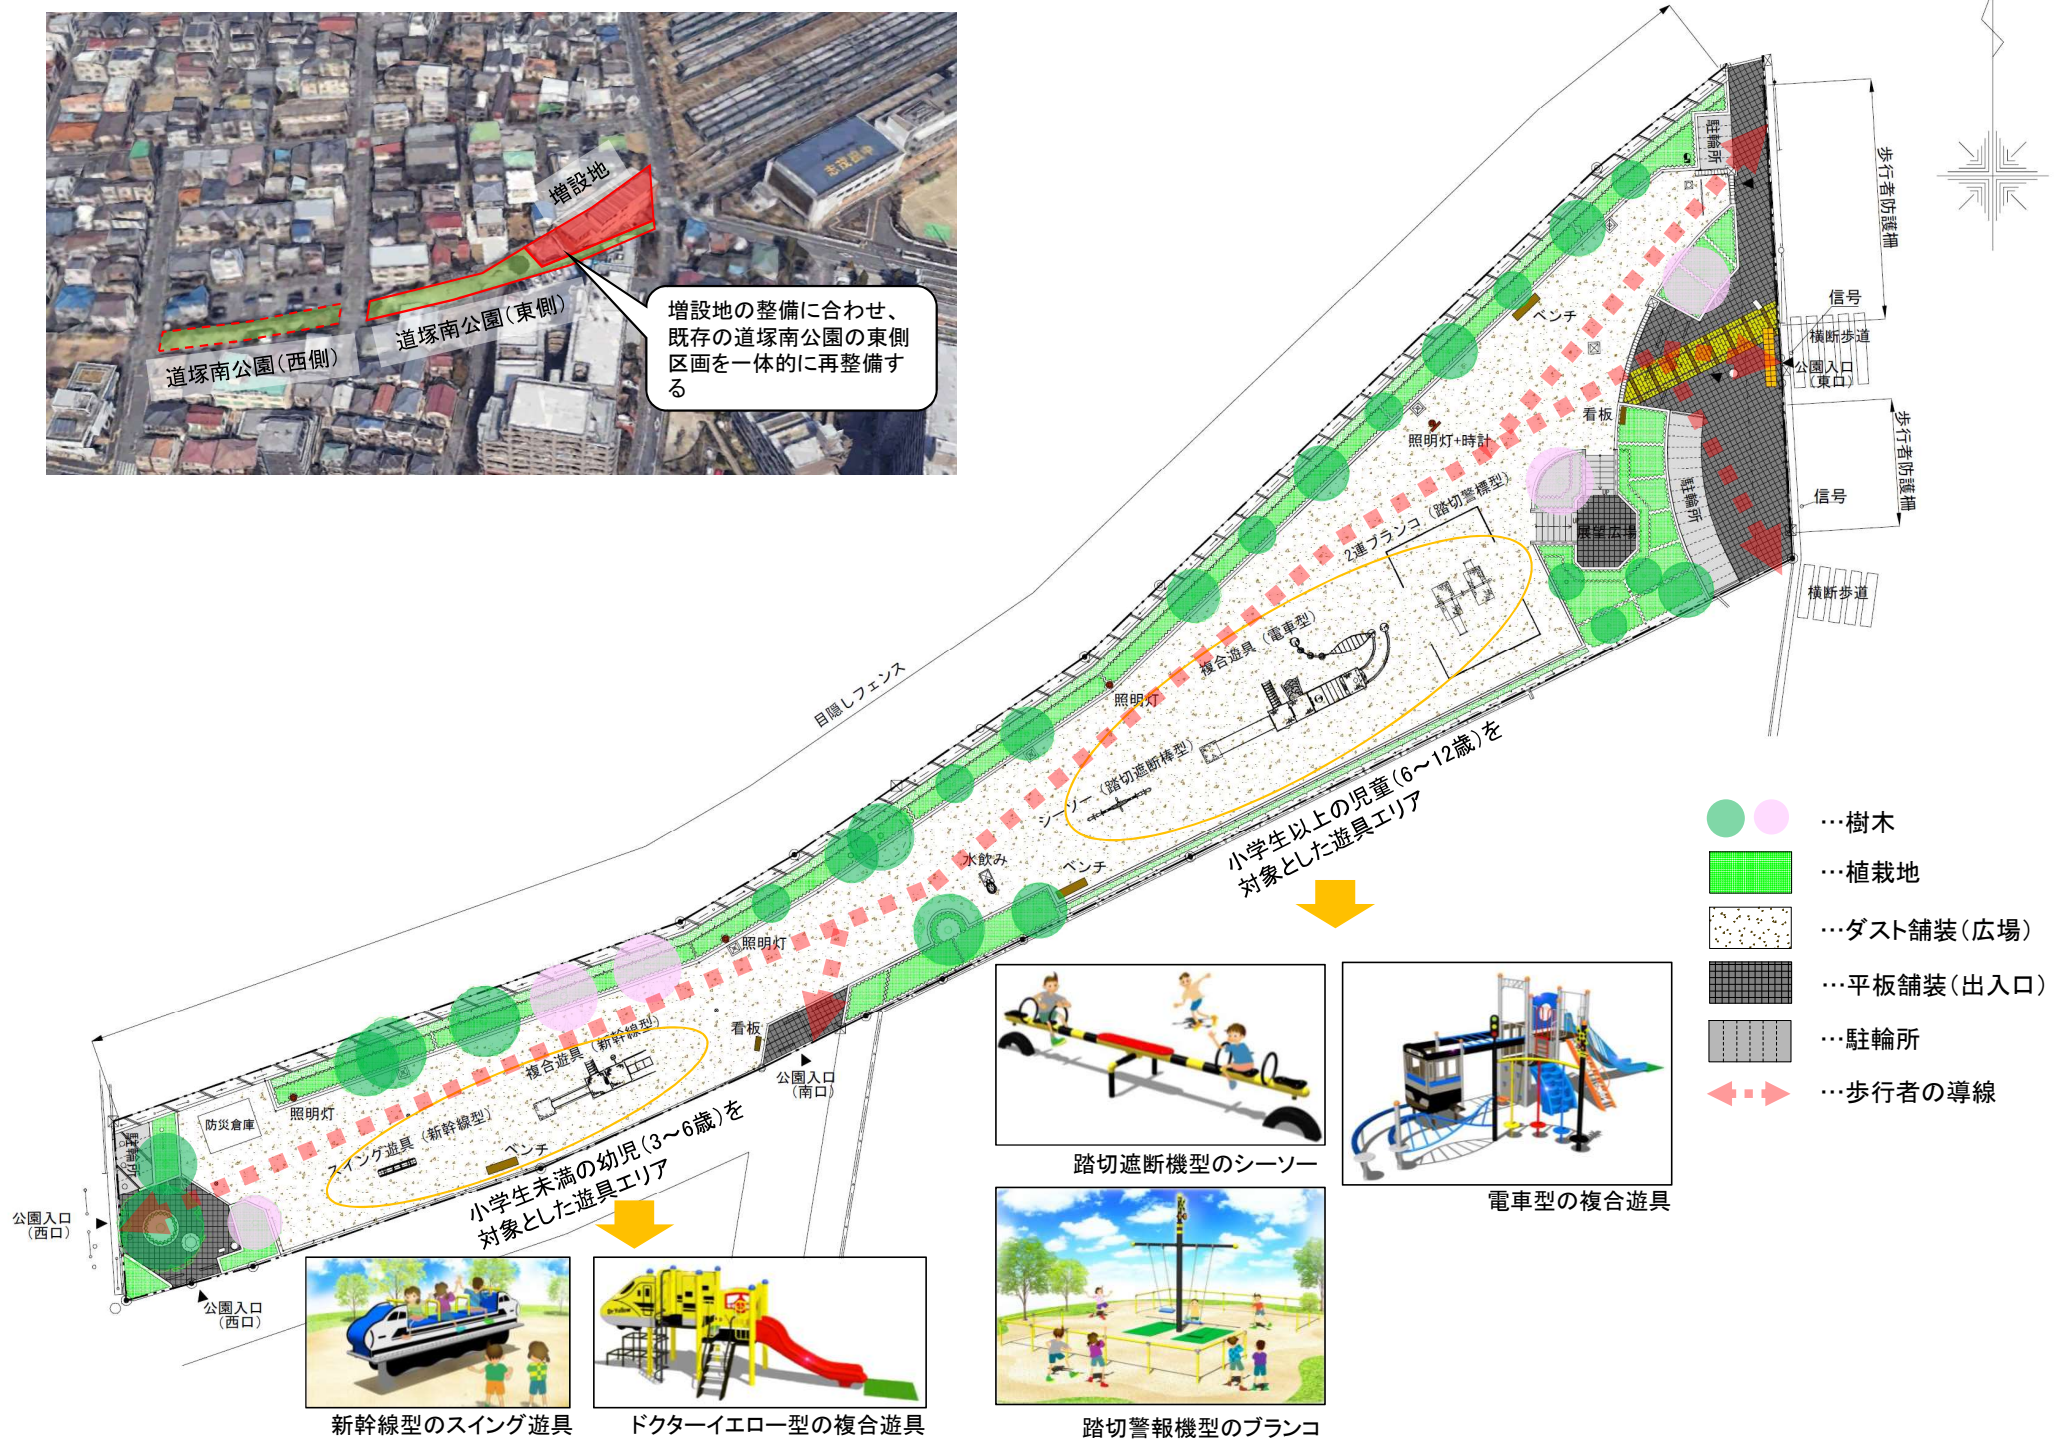 志茂田中
増設地
道塚南公園(東側)
道塚南公園(西側)
増設地の整備に合わせ、
既存の道塚南公園の東側
区画を一体的に再整備す
る
駐輪所
歩行者防護柵
信号
横断歩道
公園入口
(東口)
ベンチ
看板
照明灯+時計
歩行者防護柵
信号
駐輪所
展望広場
横断歩道
2連ブランコ(踏切警標型)
複合遊具(電車型)
照明灯
目隠しフェンス
シーソー(踏切遮断棒型)
小学生以上の児童(6～12歳)を
対象とした遊具エリア
水飲み
ベンチ
照明灯
看板
公園入口
(南口)
複合遊具(新幹線型)
照明灯
防災倉庫
スイング遊具(新幹線型)
ベンチ
小学生未満の幼児(3～6歳)を
対象とした遊具エリア
駐輪所
公園入口
(西口)
公園入口
(西口)
…樹木
…植栽地
…ダスト舗装(広場)
…平板舗装(出入口)
…駐輪所
…歩行者の導線
踏切遮断機型のシーソー
電車型の複合遊具
Dr.Yellow
新幹線型のスイング遊具
ドクターイエロー型の複合遊具
踏切警報機型のブランコ